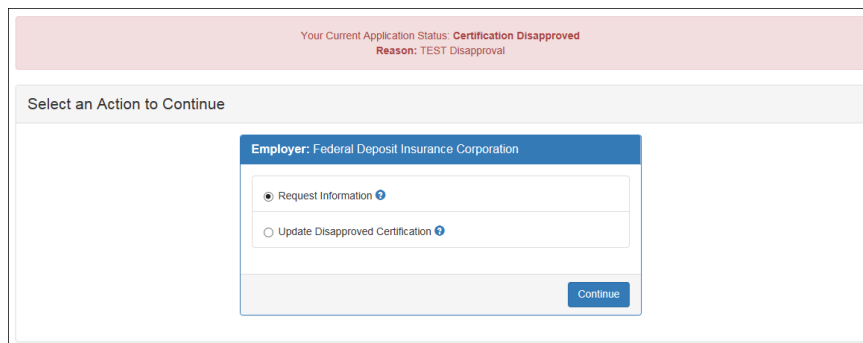 Your Current Application Status: Certification Disapproved
Reason: TEST Disapproval
Select an Action to Continue
Employer: Federal Deposit Insurance Corporation
Request Information ?
Update Disapproved Certification ?
Continue